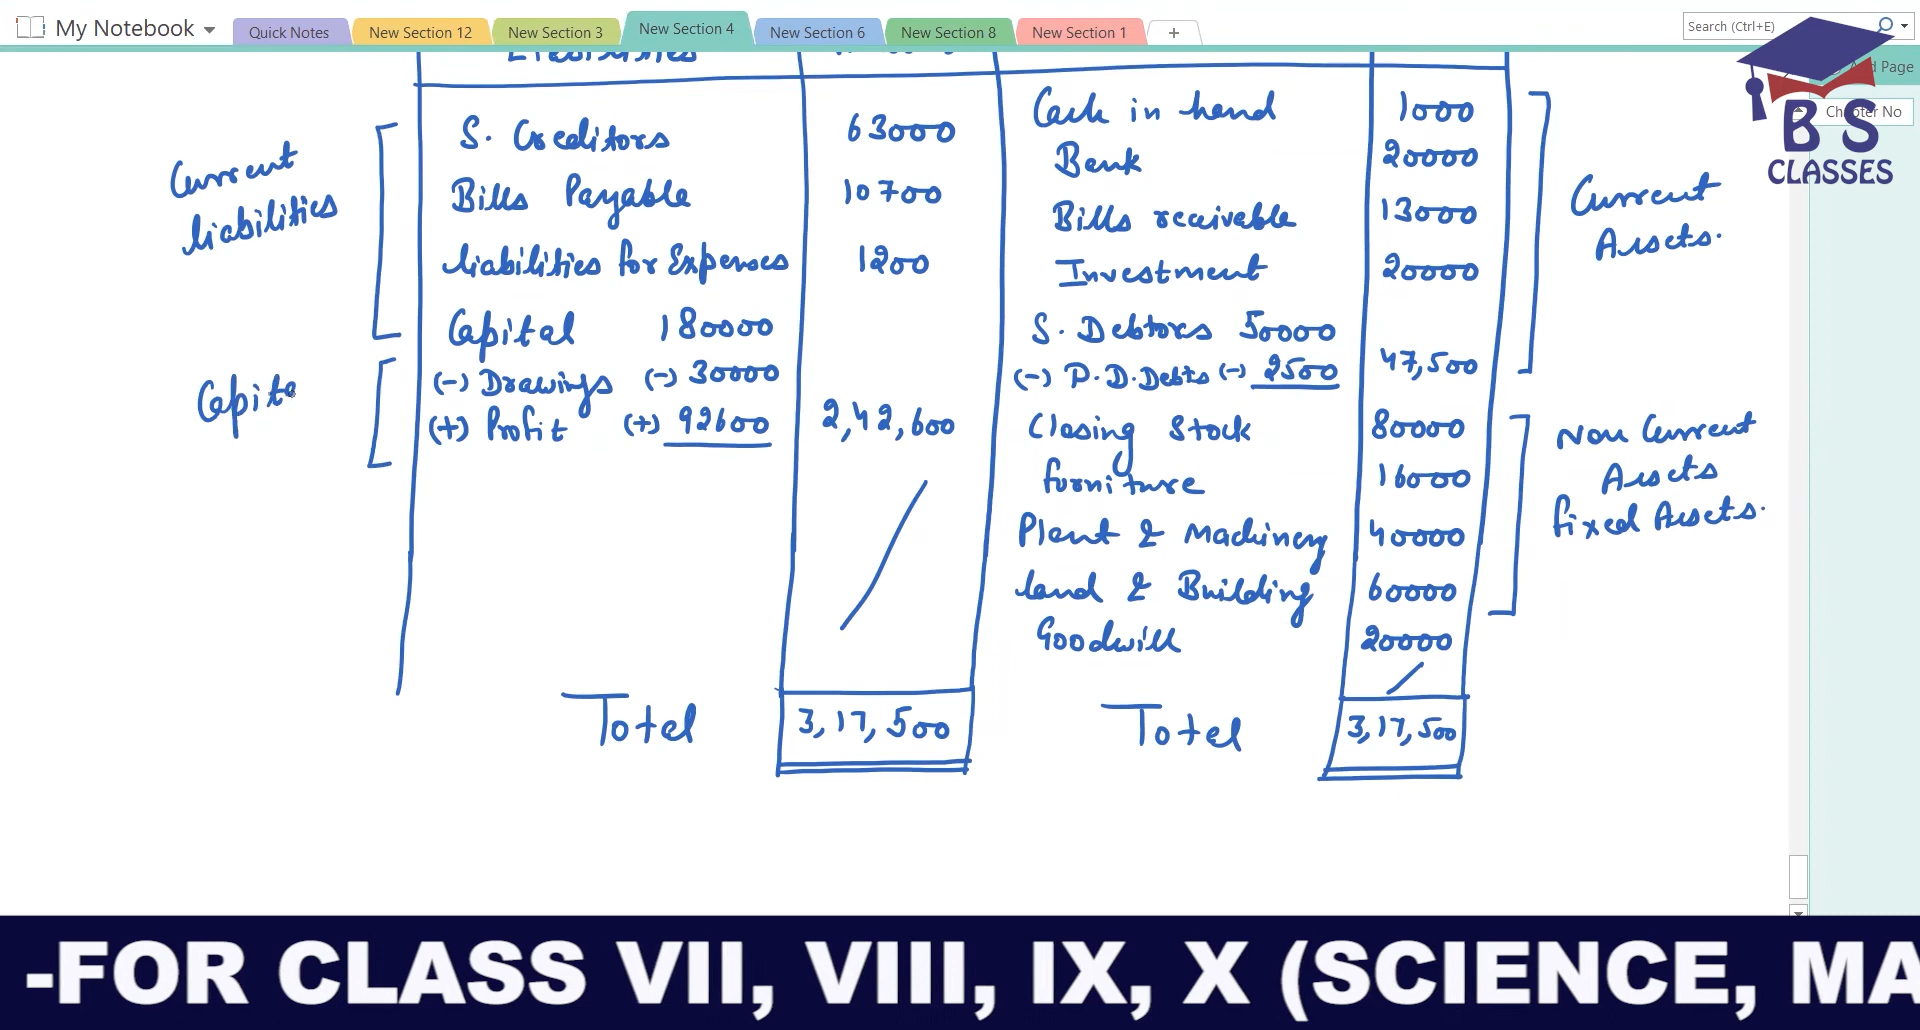 My Notebook
Quick Notes
New Section 12
New Section 3
New Section 4
New Section 6
New Section 8
New Section 1
+
Search (Ctrl+E)
d Page
Ch ter No
B S
CLASSES
Liabilities
Current
liabilities
S. Creditors 63000
Bills Payable 10700
liabilities for Expenses 1200
Capital 180000
(-) Drawings (-) 30000
(+) Profit (+) 92600 2,42,600
Capita
Total 3,17,500
Cash in hand 1000
Bank 20000
Bills receivable 13000
Investment 20000
S. Debtors 50000
(-) P.D.Debts (-) 2500 47,500
Closing Stock 80000
furniture 16000
Plant & Machinery 40000
land & Building 60000
Goodwill 20000
Total 3,17,500
Current
Assets.
Non Current
Assets
fixed Assets.
-FOR CLASS VII, VIII, IX, X (SCIENCE, MA